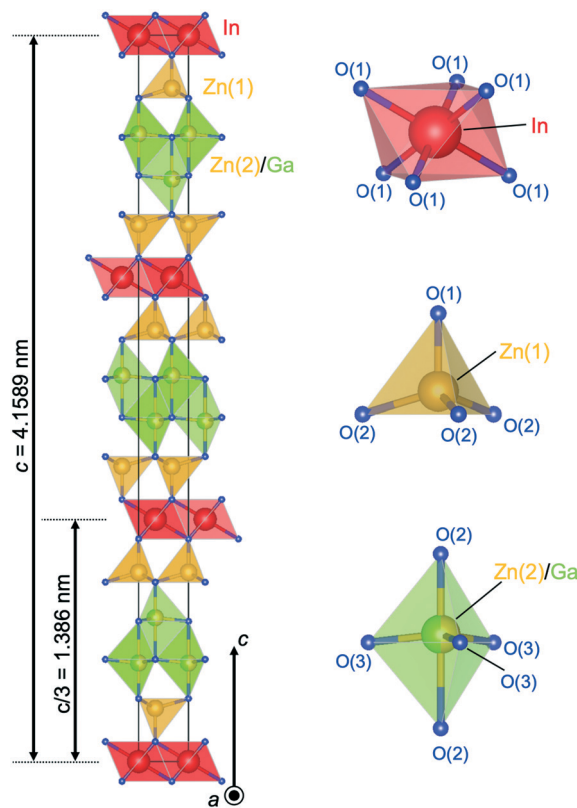 In
Zn(1)
Zn(2)/Ga
c = 4.1589 nm
c/3 = 1.386 nm
c
a
O(1)
O(1)
O(1)
In
O(1)
O(1)
O(1)
O(1)
Zn(1)
O(2)
O(2)
O(2)
O(2)
Zn(2)/Ga
O(3)
O(3)
O(3)
O(2)